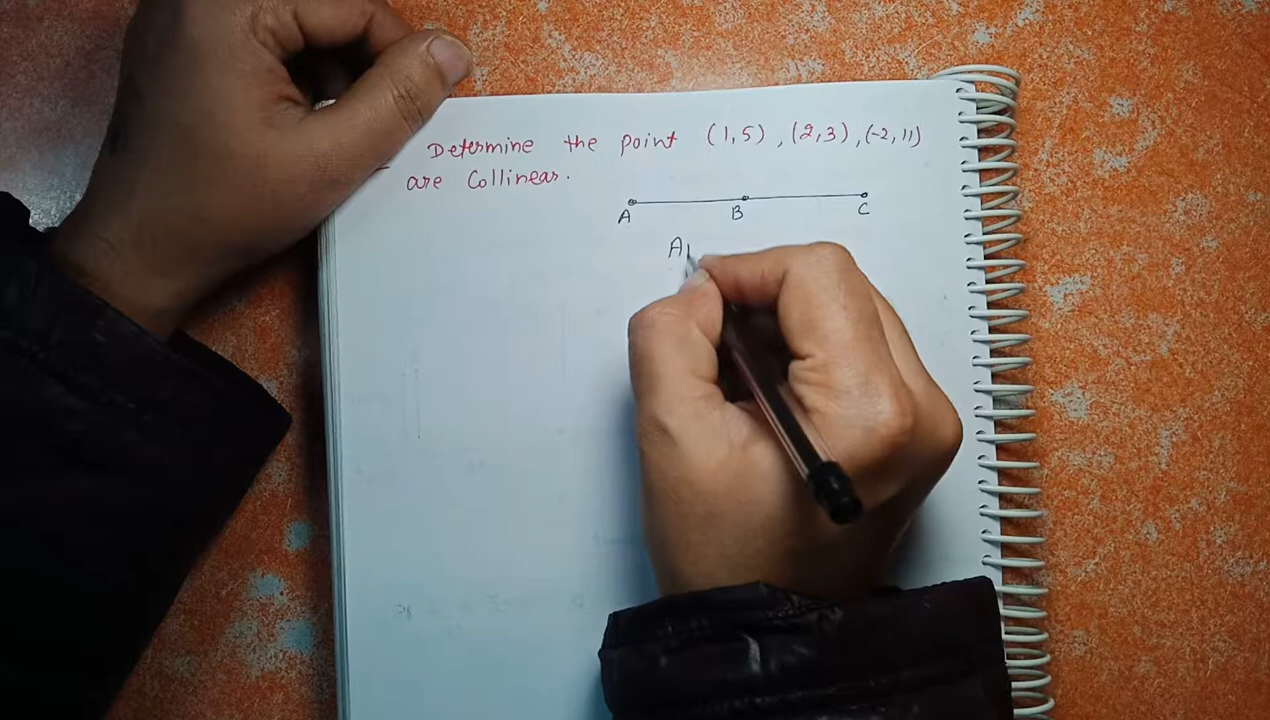 Determine the point (1,5), (2,3), (-2,11)
are Collinear.
A B C
A